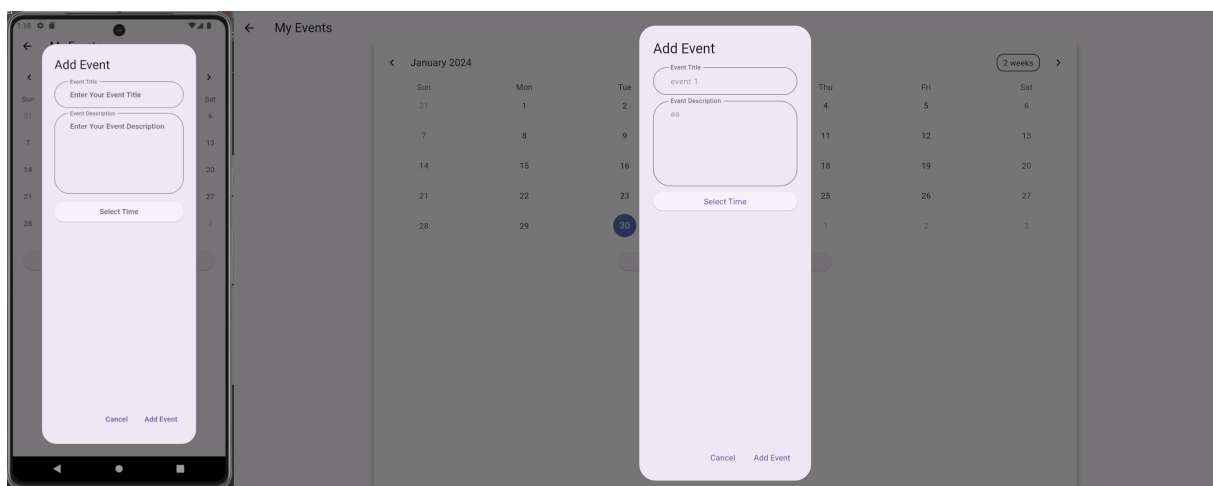 1:18
My Events
Add Event
Event Title
Enter Your Event Title
Event Description
Enter Your Event Description
Select Time
Cancel Add Event
Sun Sat
31 6
7 13
14 20
21 27
28 3
My Events
January 2024 2 weeks
Sun Mon Tue Thu Fri Sat
31 1 2 4 5 6
7 8 9 11 12 13
14 15 16 18 19 20
21 22 23 25 26 27
28 29 30 1 2 3
Add Event
Event Title
event 1
Event Description
aa
Select Time
Cancel Add Event